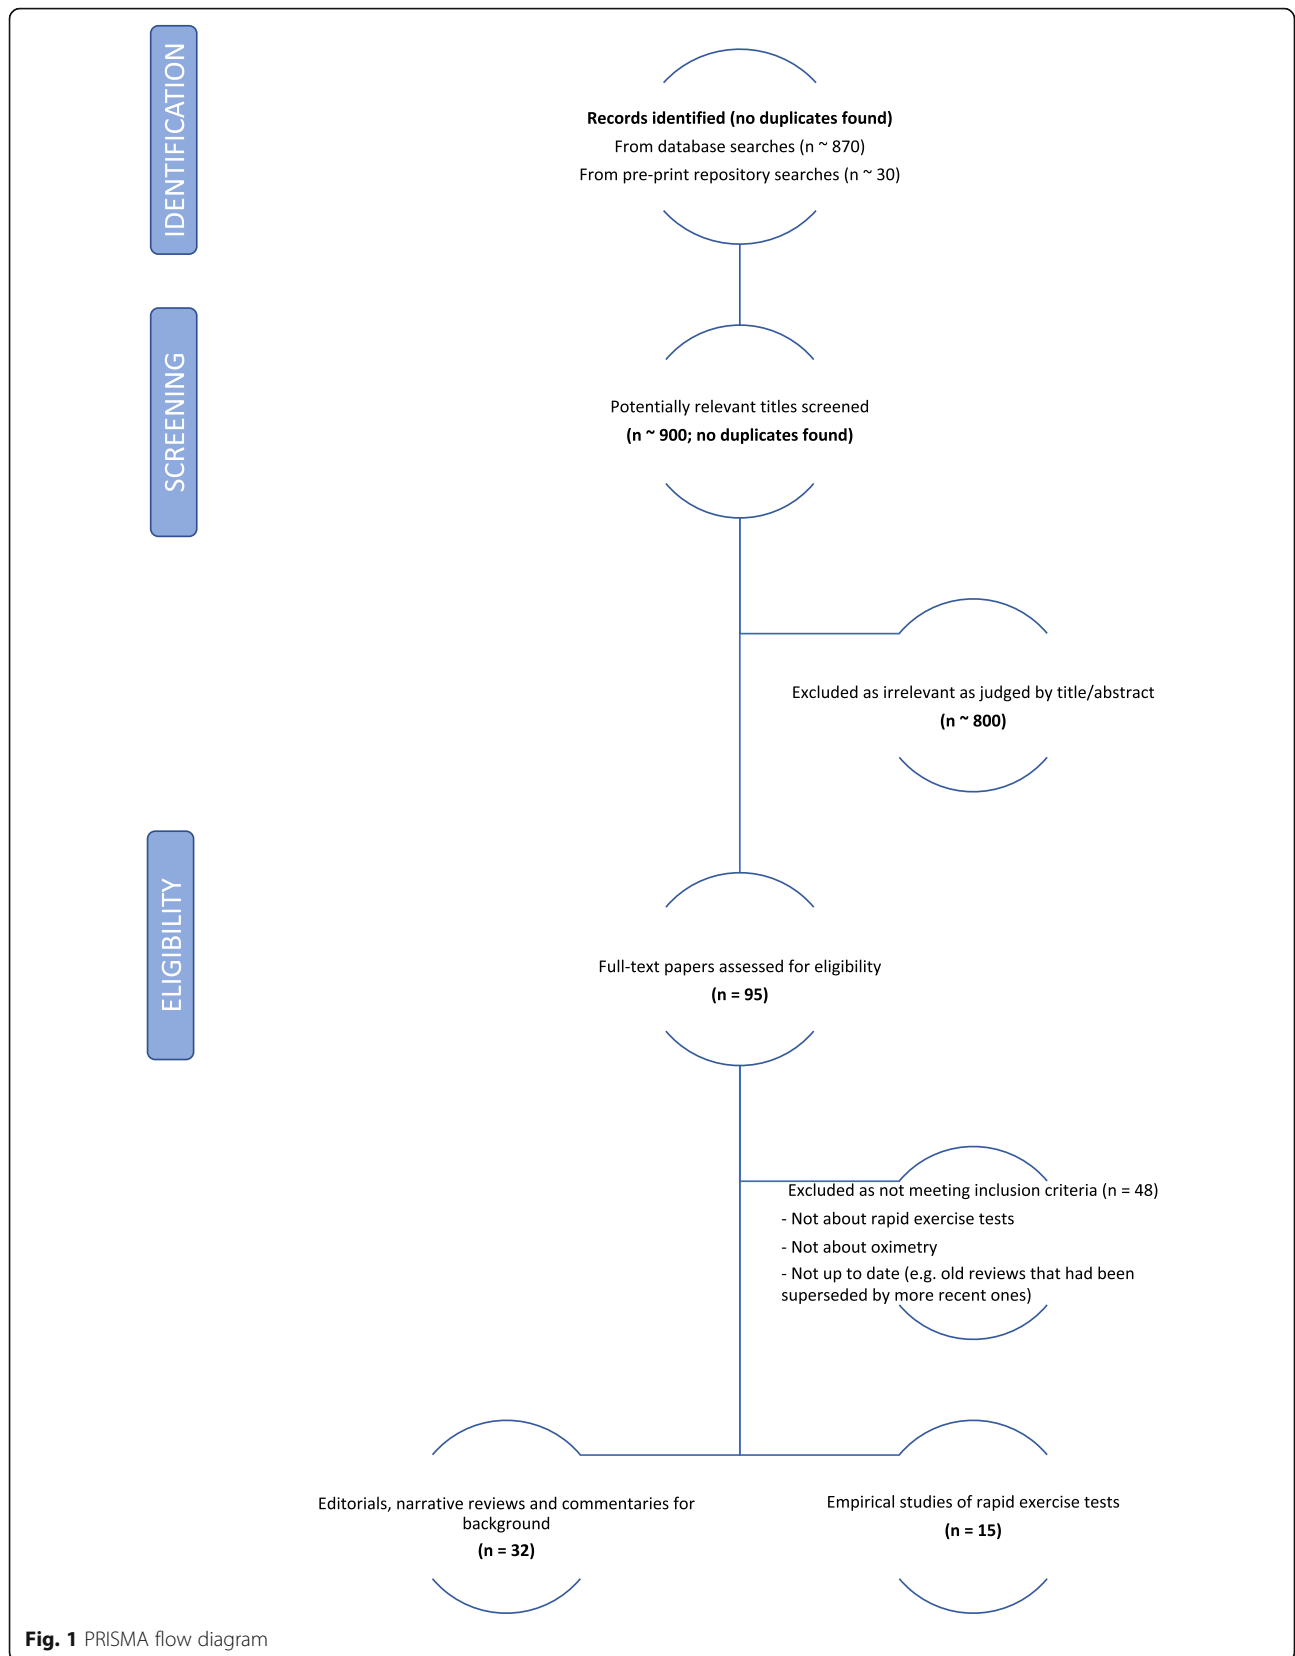 IDENTIFICATION
Records identified (no duplicates found)
From database searches (n ~ 870)
From pre-print repository searches (n ~ 30)
SCREENING
Potentially relevant titles screened
(n ~ 900; no duplicates found)
Excluded as irrelevant as judged by title/abstract
(n ~ 800)
ELIGIBILITY
Full-text papers assessed for eligibility
(n = 95)
Excluded as not meeting inclusion criteria (n = 48)
- Not about rapid exercise tests
- Not about oximetry
- Not up to date (e.g. old reviews that had been
superseded by more recent ones)
Editorials, narrative reviews and commentaries for
background
(n = 32)
Empirical studies of rapid exercise tests
(n = 15)
Fig. 1 PRISMA flow diagram